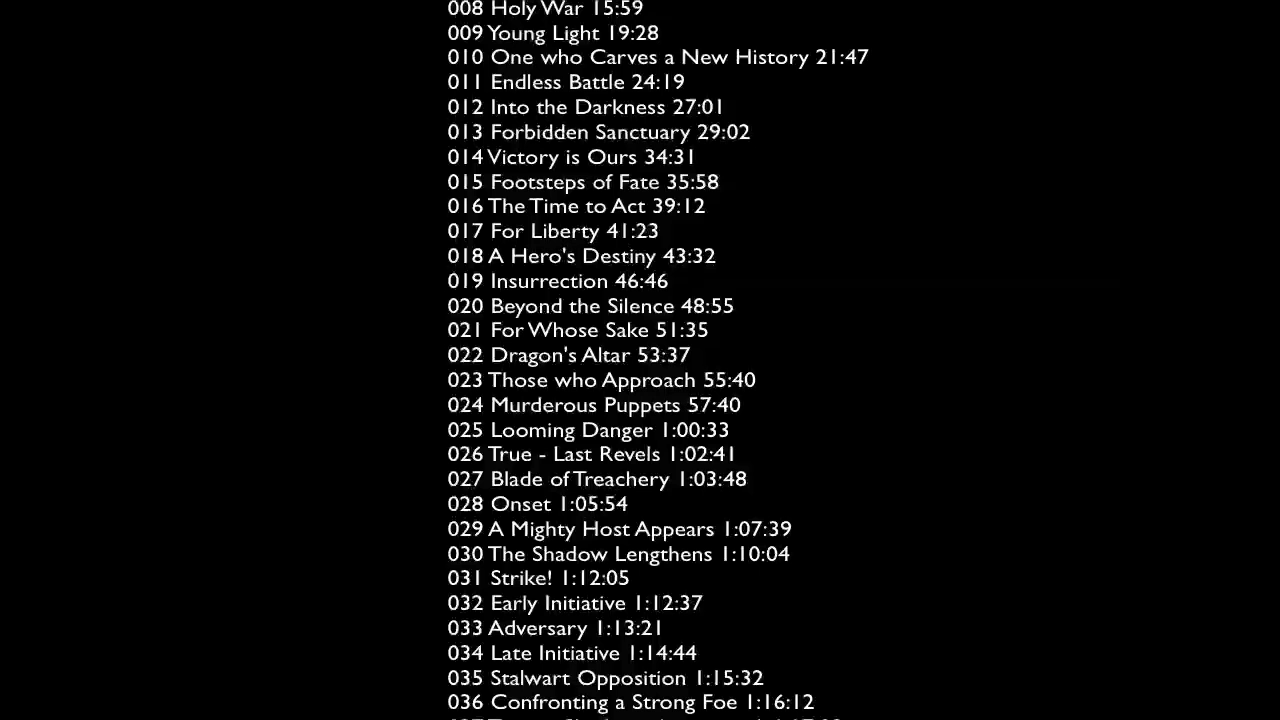 008 Holy War 15:59
009 Young Light 19:28
010 One who Carves a New History 21:47
011 Endless Battle 24:19
012 Into the Darkness 27:01
013 Forbidden Sanctuary 29:02
014 Victory is Ours 34:31
015 Footsteps of Fate 35:58
016 The Time to Act 39:12
017 For Liberty 41:23
018 A Hero's Destiny 43:32
019 Insurrection 46:46
020 Beyond the Silence 48:55
021 For Whose Sake 51:35
022 Dragon's Altar 53:37
023 Those who Approach 55:40
024 Murderous Puppets 57:40
025 Looming Danger 1:00:33
026 True - Last Revels 1:02:41
027 Blade of Treachery 1:03:48
028 Onset 1:05:54
029 A Mighty Host Appears 1:07:39
030 The Shadow Lengthens 1:10:04
031 Strike! 1:12:05
032 Early Initiative 1:12:37
033 Adversary 1:13:21
034 Late Initiative 1:14:44
035 Stalwart Opposition 1:15:32
036 Confronting a Strong Foe 1:16:12